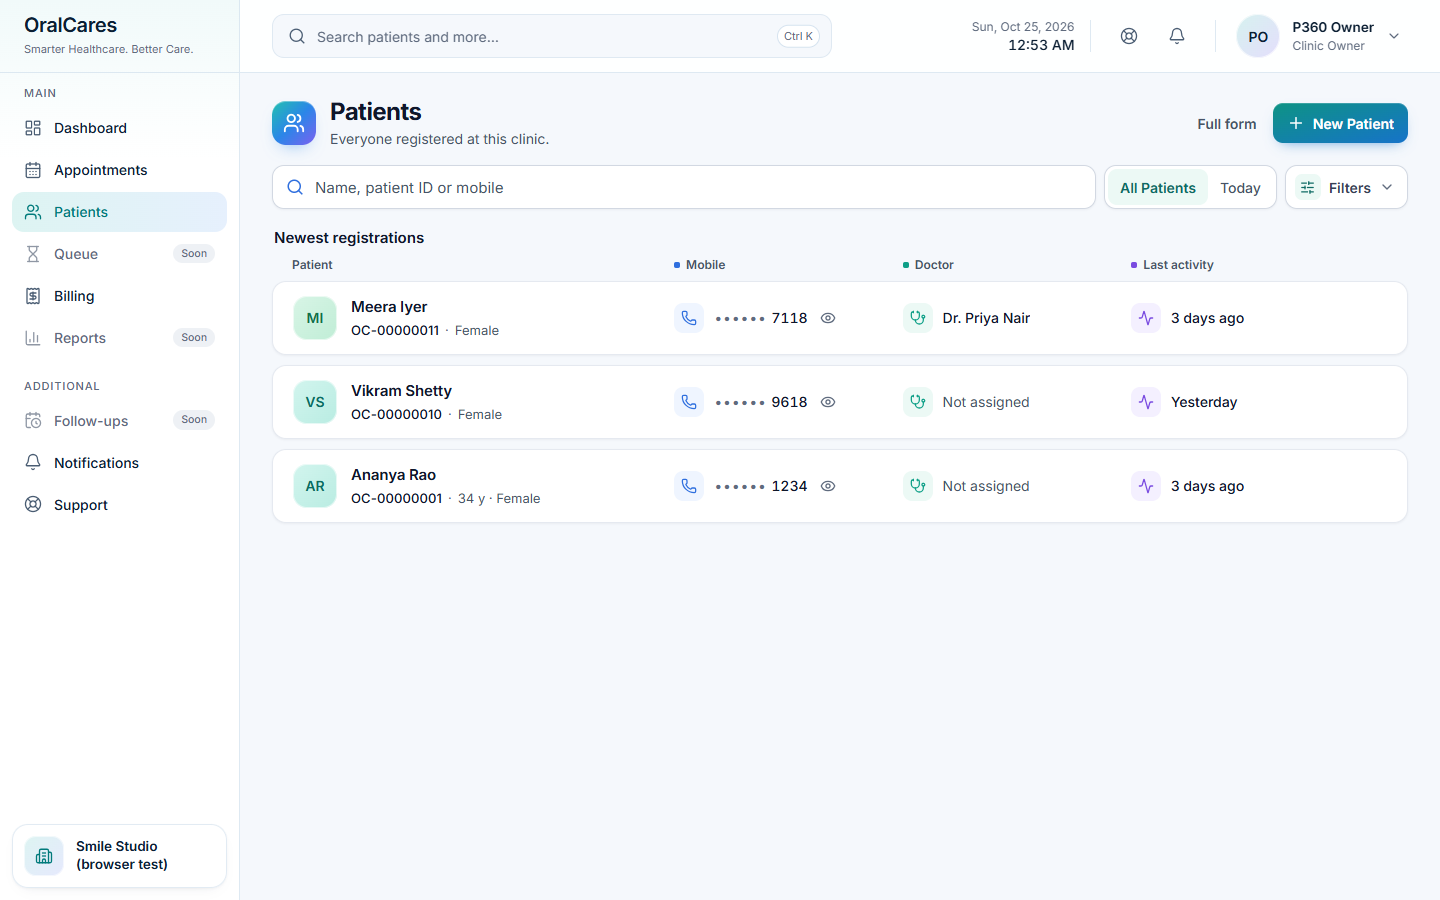 OralCares
Smarter Healthcare. Better Care.
Search patients and more...
Ctrl K
Sun, Oct 25, 2026
12:53 AM
PO
P360 Owner
Clinic Owner
MAIN
Dashboard
Appointments
Patients
Queue
Soon
Billing
Reports
Soon
ADDITIONAL
Follow-ups
Soon
Notifications
Support
Smile Studio
(browser test)
Patients
Everyone registered at this clinic.
Full form
New Patient
Name, patient ID or mobile
All Patients
Today
Filters
Newest registrations
Patient
Mobile
Doctor
Last activity
MI
Meera Iyer
OC-00000011 · Female
•••••• 7118
Dr. Priya Nair
3 days ago
VS
Vikram Shetty
OC-00000010 · Female
•••••• 9618
Not assigned
Yesterday
AR
Ananya Rao
OC-00000001 · 34 y · Female
•••••• 1234
Not assigned
3 days ago